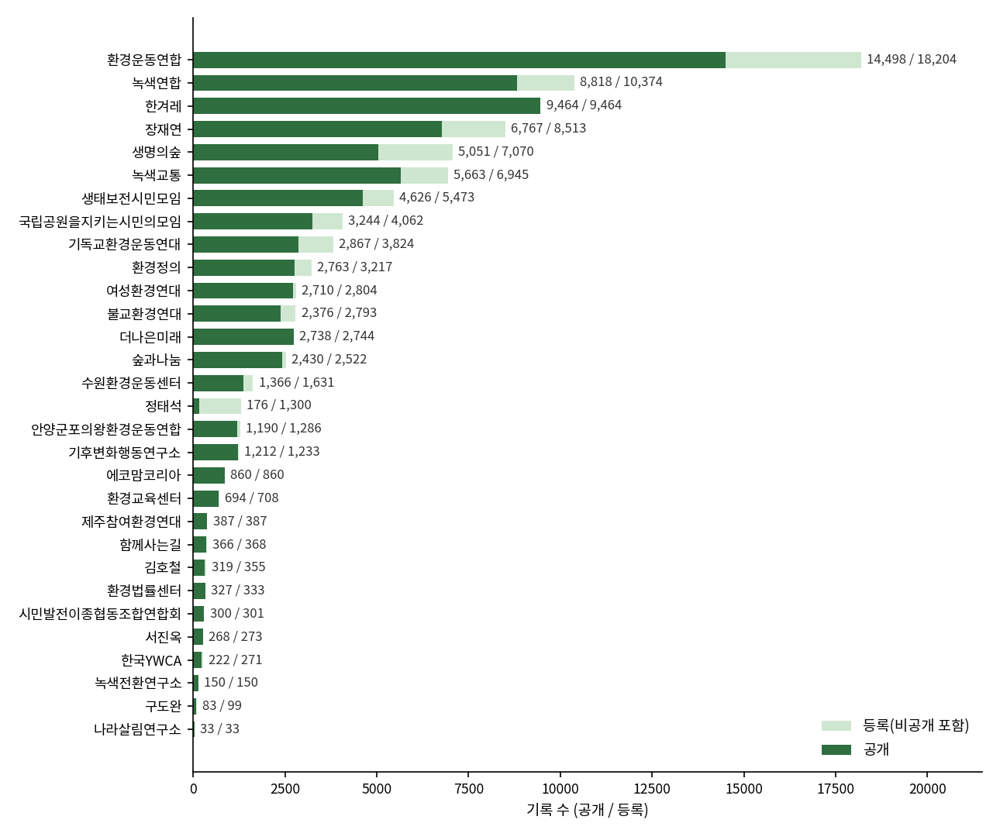 환경운동연합 14,498 / 18,204
녹색연합 8,818 / 10,374
한겨레 9,464 / 9,464
장재연 6,767 / 8,513
생명의숲 5,051 / 7,070
녹색교통 5,663 / 6,945
생태보전시민모임 4,626 / 5,473
국립공원을지키는시민의모임 3,244 / 4,062
기독교환경운동연대 2,867 / 3,824
환경정의 2,763 / 3,217
여성환경연대 2,710 / 2,804
불교환경연대 2,376 / 2,793
더나은미래 2,738 / 2,744
숲과나눔 2,430 / 2,522
수원환경운동센터 1,366 / 1,631
정태석 176 / 1,300
안양군포의왕환경운동연합 1,190 / 1,286
기후변화행동연구소 1,212 / 1,233
에코맘코리아 860 / 860
환경교육센터 694 / 708
제주참여환경연대 387 / 387
함께사는길 366 / 368
김호철 319 / 355
환경법률센터 327 / 333
시민발전이종협동조합연합회 300 / 301
서진옥 268 / 273
한국YWCA 222 / 271
녹색전환연구소 150 / 150
구도완 83 / 99
나라살림연구소 33 / 33
등록(비공개 포함)
공개
0 2500 5000 7500 10000 12500 15000 17500 20000
기록 수 (공개 / 등록)